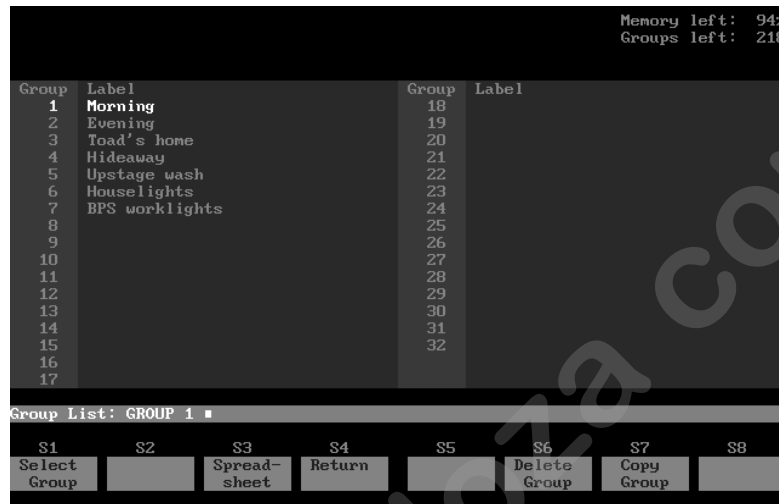 Memory left: 94%
Groups left: 218
Group Label Group Label
1 Morning 18
2 Evening 19
3 Toad's home 20
4 Hideaway 21
5 Upstage wash 22
6 Houselights 23
7 BPS worklights 24
8 25
9 26
10 27
11 28
12 29
13 30
14 31
15 32
16
17
Group List: GROUP 1
S1 S2 S3 S4 S5 S6 S7 S8
Select Spread- Return Delete Copy
Group sheet Group Group